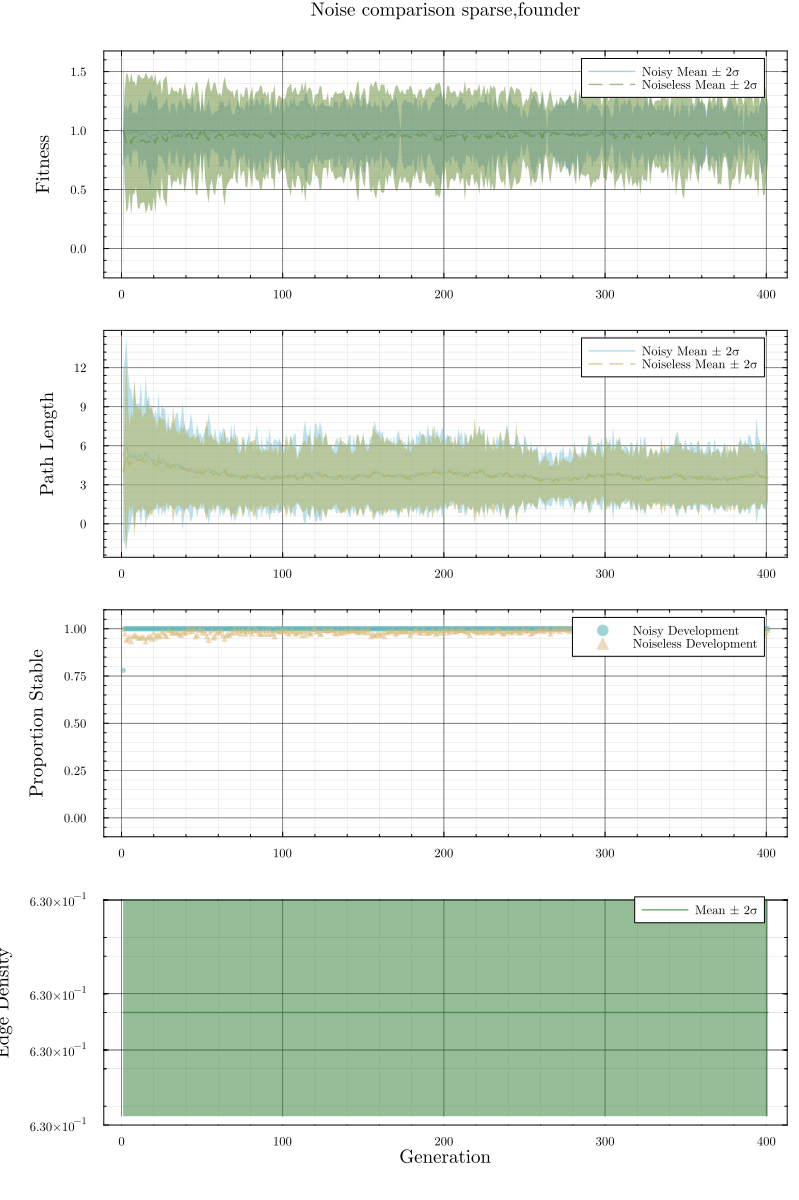 Noise comparison sparse,founder
Fitness
1.5
1.0
0.5
0.0
Noisy Mean ± 2σ
Noiseless Mean ± 2σ
0 100 200 300 400
Path Length
12
9
6
3
0
Noisy Mean ± 2σ
Noiseless Mean ± 2σ
0 100 200 300 400
Proportion Stable
1.00
0.75
0.50
0.25
0.00
Noisy Development
Noiseless Development
0 100 200 300 400
Edge Density
6.30×10⁻¹
6.30×10⁻¹
6.30×10⁻¹
6.30×10⁻¹
Mean ± 2σ
0 100 200 300 400
Generation